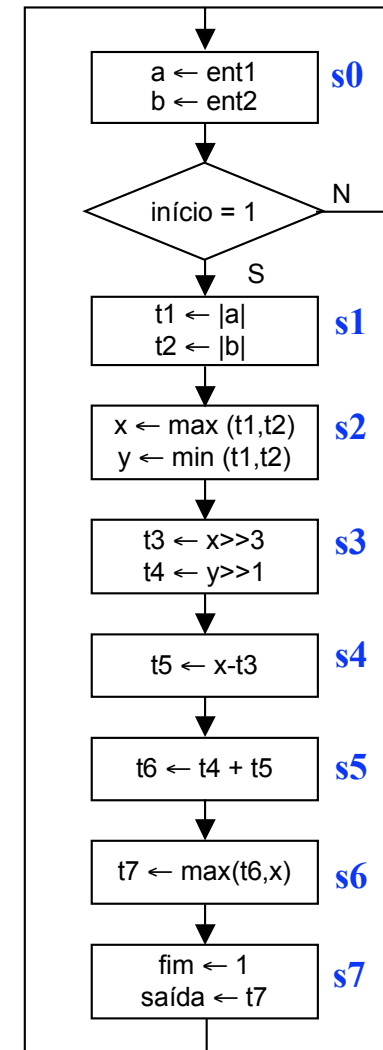 a ← ent1
b ← ent2
s0
início = 1
N
S
t1 ← |a|
t2 ← |b|
s1
x ← max (t1,t2)
y ← min (t1,t2)
s2
t3 ← x>>3
t4 ← y>>1
s3
t5 ← x-t3
s4
t6 ← t4 + t5
s5
t7 ← max(t6,x)
s6
fim ← 1
saída ← t7
s7